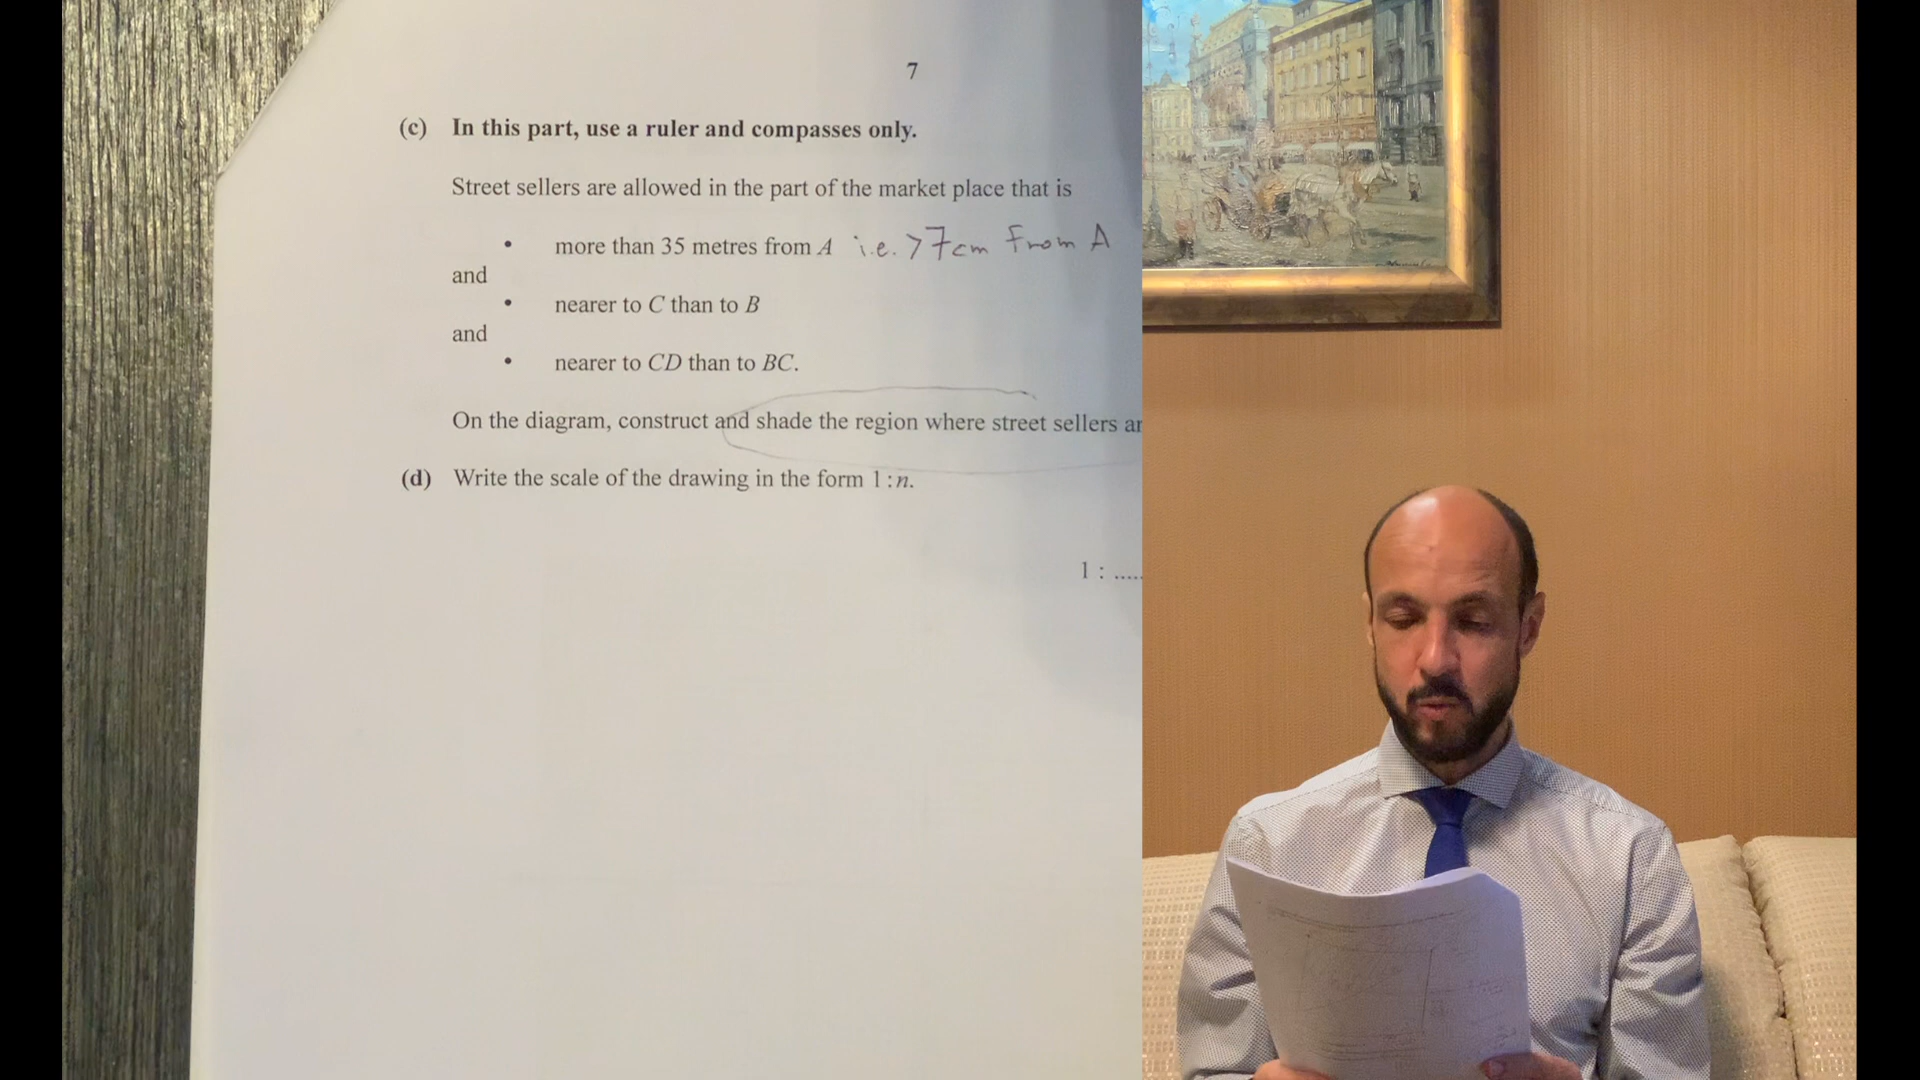 7
(c) In this part, use a ruler and compasses only.
Street sellers are allowed in the part of the market place that is
• more than 35 metres from A i.e. >7cm from A
and
• nearer to C than to B
and
• nearer to CD than to BC.
On the diagram, construct and shade the region where street sellers ar
(d) Write the scale of the drawing in the form 1 : n.
1 : .....